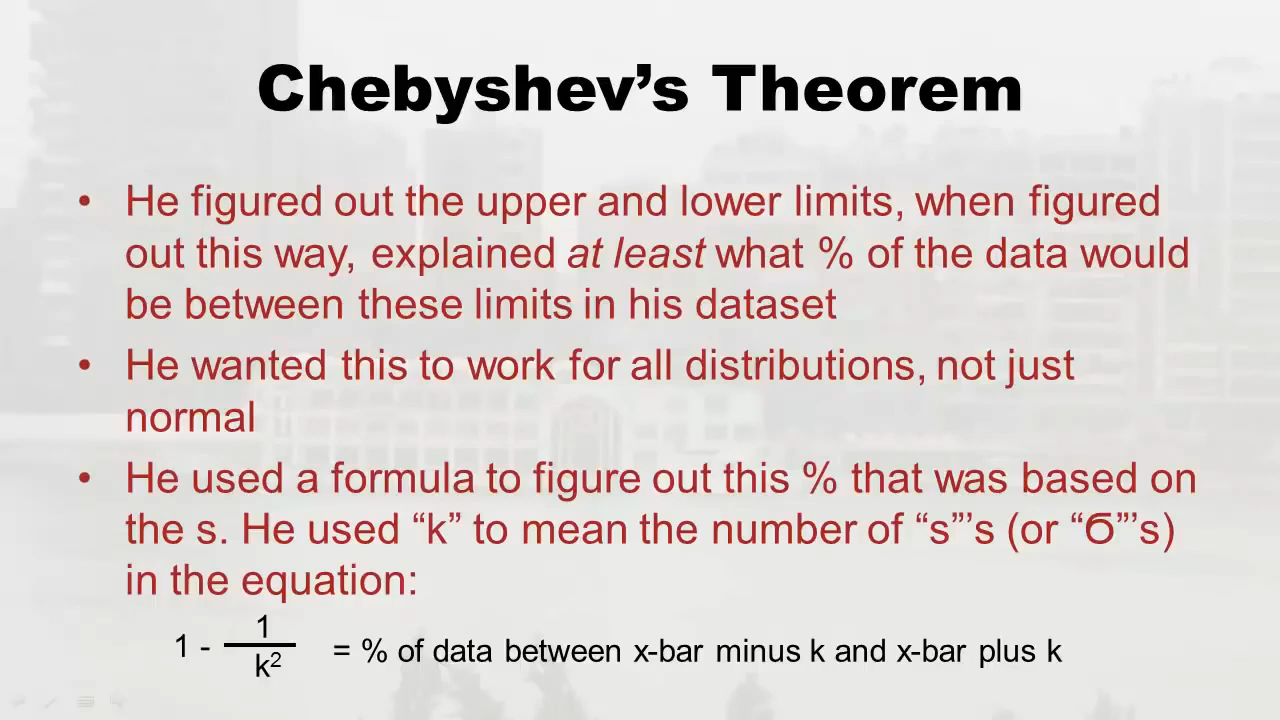 Chebyshev’s Theorem
• He figured out the upper and lower limits, when figured
out this way, explained at least what % of the data would
be between these limits in his dataset
• He wanted this to work for all distributions, not just
normal
• He used a formula to figure out this % that was based on
the s. He used “k” to mean the number of “s”’s (or “Ϭ”’s)
in the equation:
1
1 -
k²
= % of data between x-bar minus k and x-bar plus k